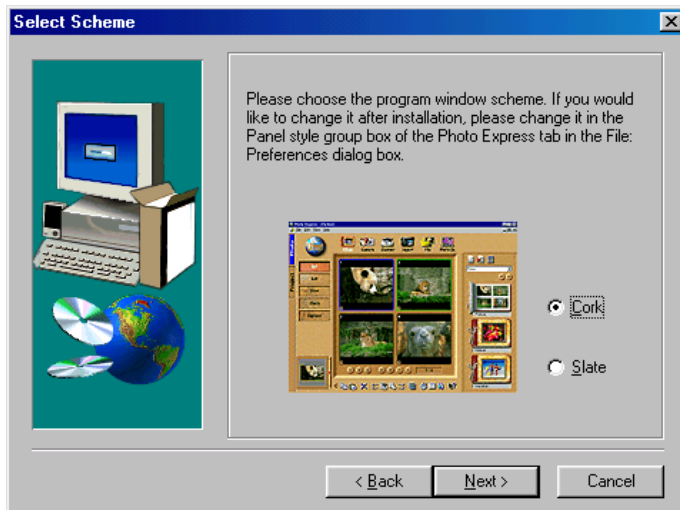 Select Scheme
Please choose the program window scheme. If you would
like to change it after installation, please change it in the
Panel style group box of the Photo Express tab in the File:
Preferences dialog box.
Cork
Slate
< Back
Next >
Cancel